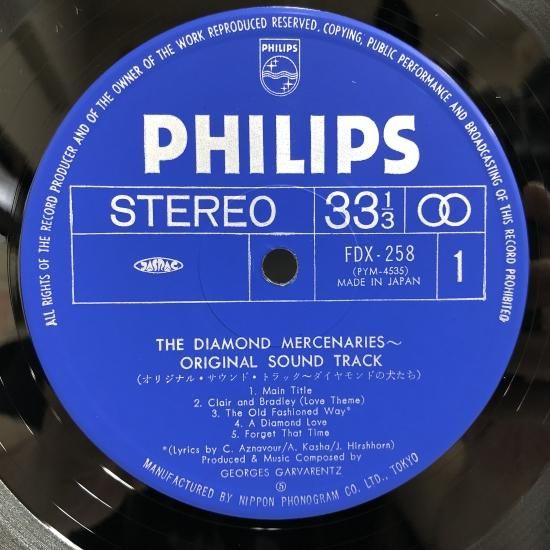 ALL RIGHTS OF THE RECORD PRODUCER AND OF THE OWNER OF THE WORK REPRODUCED RESERVED. COPYING, PUBLIC PERFORMANCE AND BROADCASTING OF THIS RECORD PROHIBITED
PHILIPS
PHILIPS
STEREO
33 1/3
JASRAC
FDX-258
(PYM-4535)
MADE IN JAPAN
1
THE DIAMOND MERCENARIES~
ORIGINAL SOUND TRACK
(オリジナル・サウンド・トラック~ダイヤモンドの犬たち)
1. Main Title
2. Clair and Bradley (Love Theme)
3. The Old Fashioned Way*
4. A Diamond Love
5. Forget That Time
*(Lyrics by C. Aznavour/A. Kasha/J. Hirshhorn)
Produced & Music Composed by
GEORGES GARVARENTZ
Ⓢ
MANUFACTURED BY NIPPON PHONOGRAM CO. LTD., TOKYO